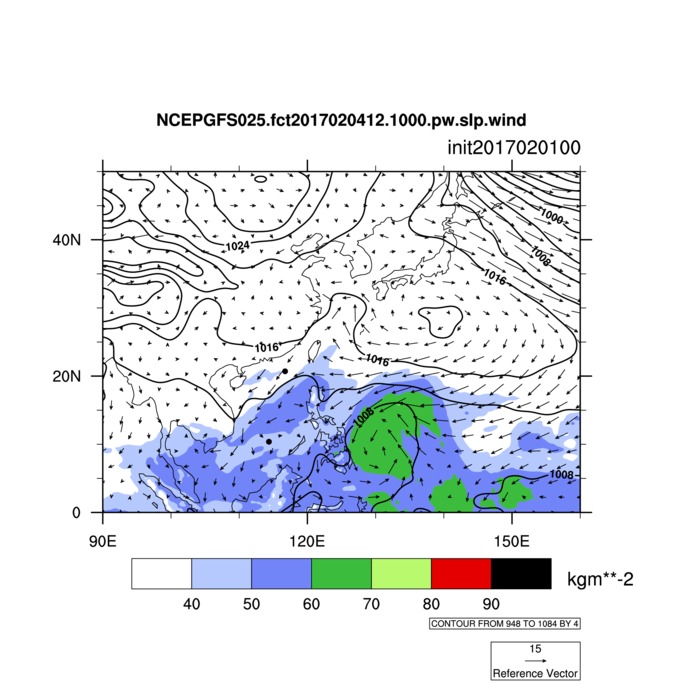 NCEPGFS025.fct2017020412.1000.pw.slp.wind
init2017020100
1000
1008
1016
1024
40N
1016
1016
20N
1008
1008
0
90E 120E 150E
40 50 60 70 80 90
kgm**-2
CONTOUR FROM 948 TO 1084 BY 4
15
Reference Vector